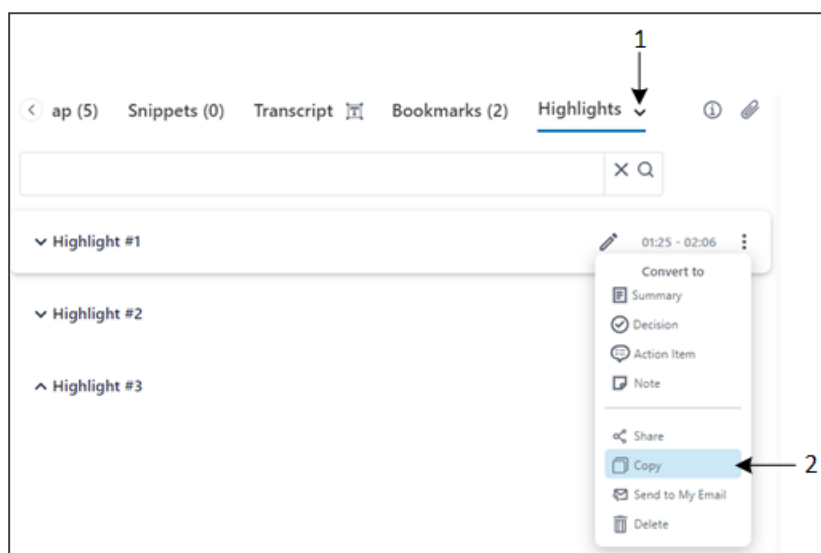 1
ap (5) Snippets (0) Transcript Bookmarks (2) Highlights
Highlight #1 01:25 - 02:06
Convert to
Summary
Decision
Highlight #2
Action Item
Note
Highlight #3
Share
Copy 2
Send to My Email
Delete